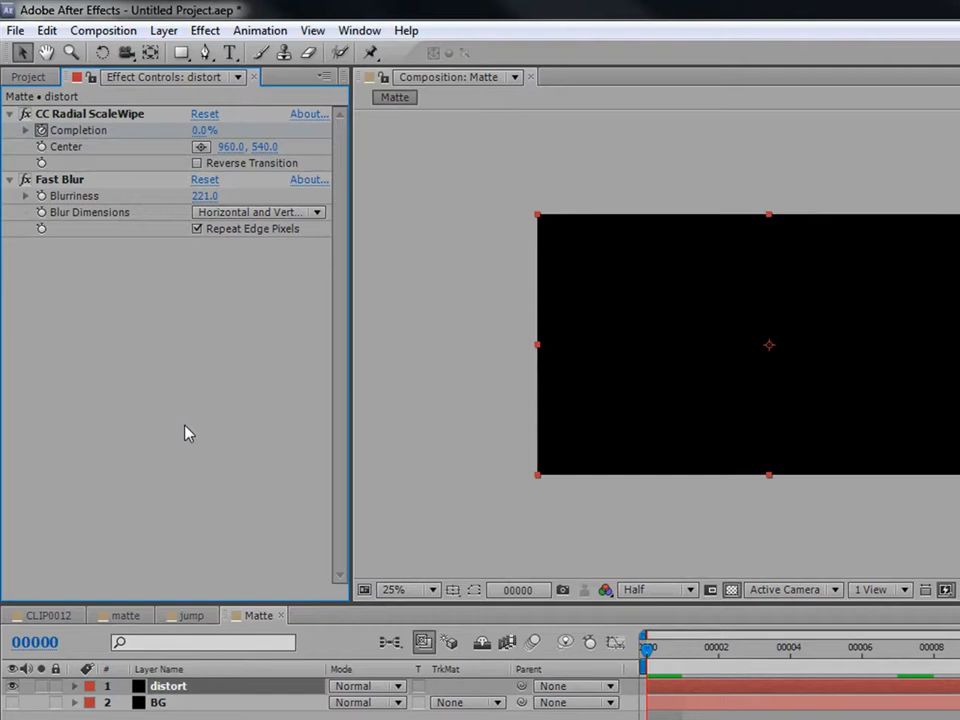 Adobe After Effects - Untitled Project.aep *
File Edit Composition Layer Effect Animation View Window Help
Project Effect Controls: distort Composition: Matte
Matte • distort
Matte
CC Radial ScaleWipe Reset About...
Completion 0.0%
Center 960.0, 540.0
Reverse Transition
Fast Blur Reset About...
Blurriness 221.0
Blur Dimensions Horizontal and Vert...
Repeat Edge Pixels
25% 00000 Half Active Camera 1 View
CLIP0012 matte jump Matte
00000 00002 00004 00006 00008
# Layer Name Mode T TrkMat Parent
1 distort Normal None
2 BG Normal None None